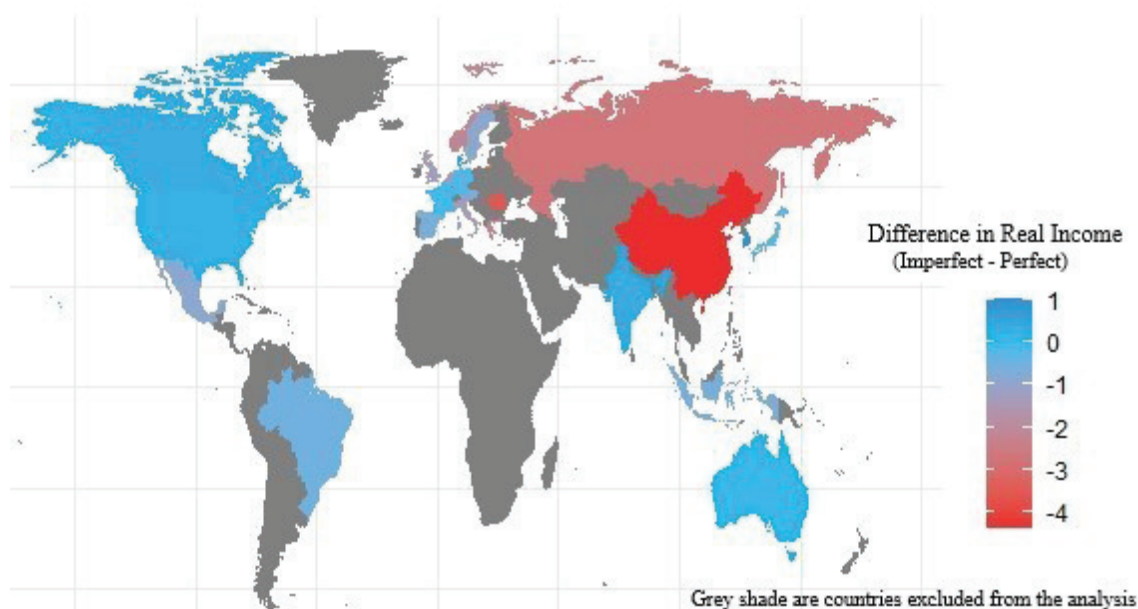 Difference in Real Income
(Imperfect - Perfect)
1
0
-1
-2
-3
-4
Grey shade are countries excluded from the analysis